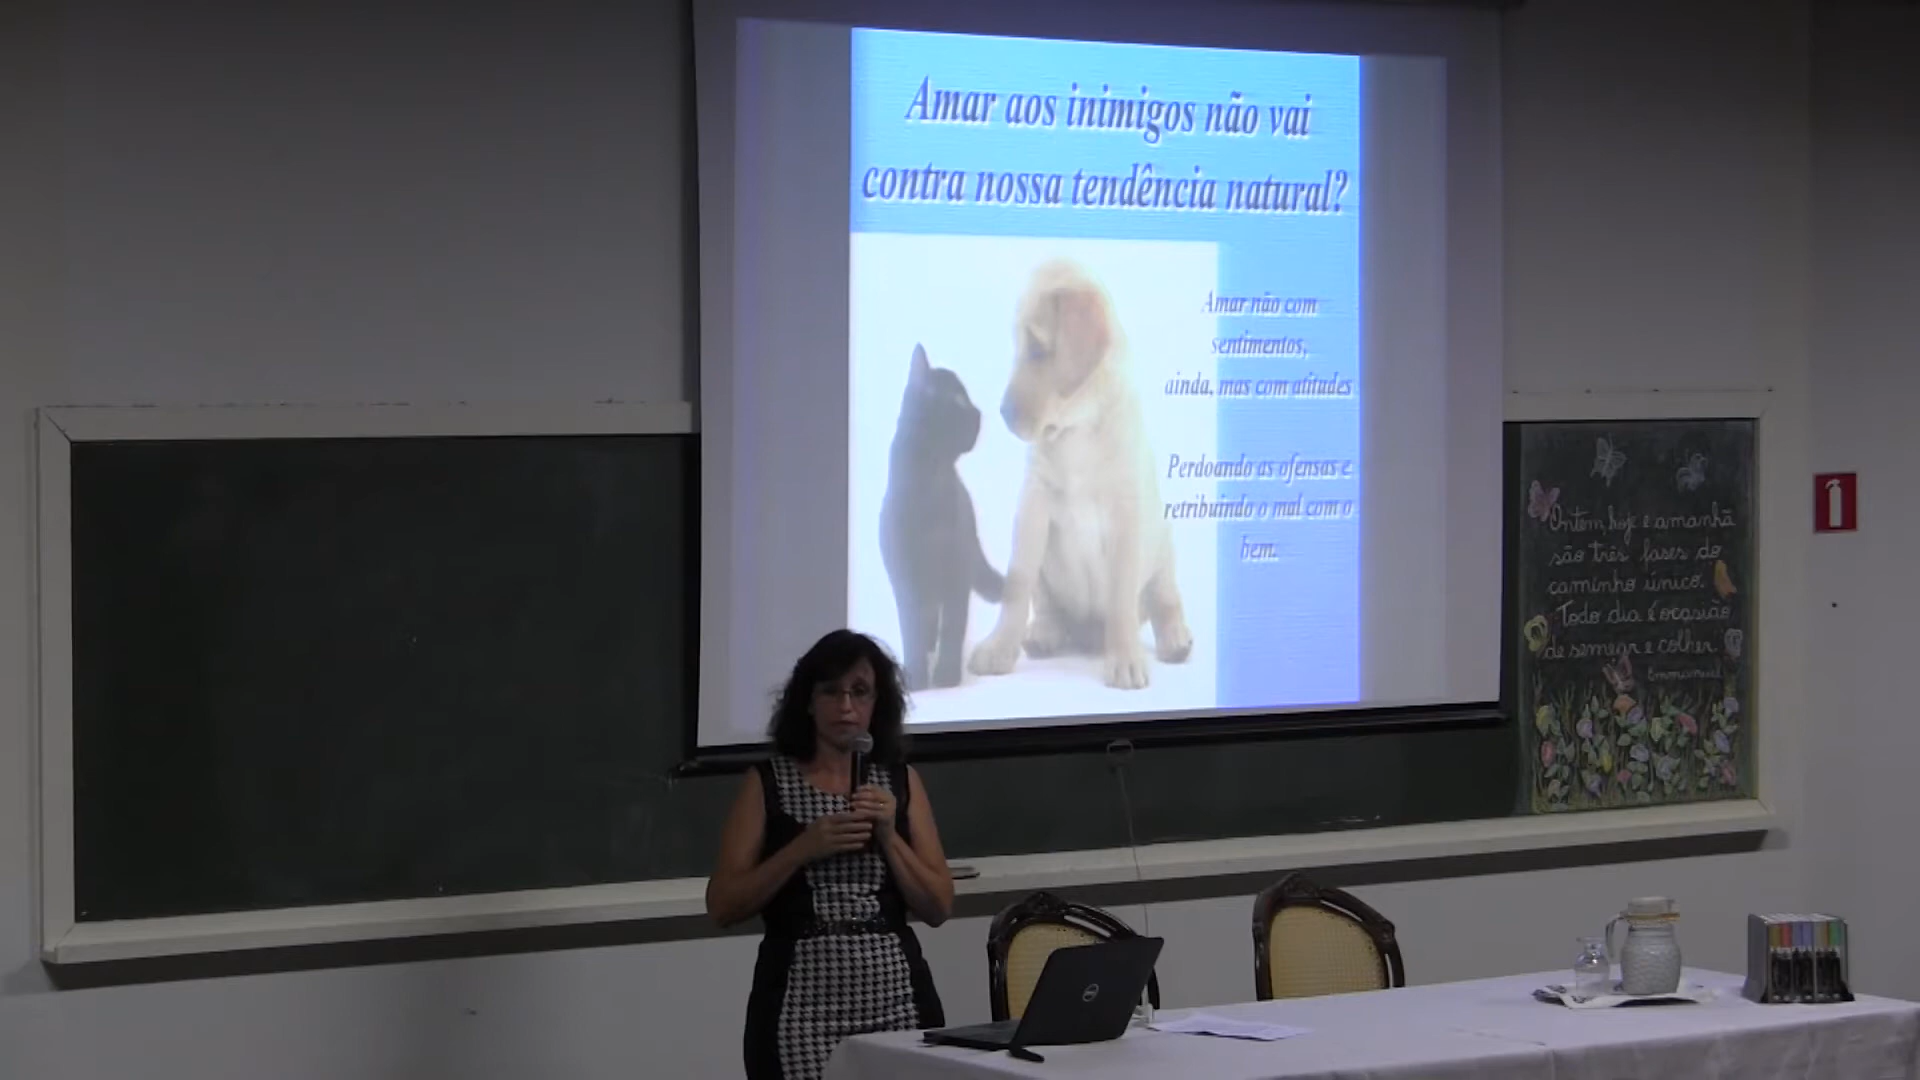 Amar aos inimigos não vai
contra nossa tendência natural?
Amar não com
sentimentos,
ainda, mas com atitudes
Perdoando as ofensas e
retribuindo o mal com o
bem.
Ontem hoje e amanhã
são três fases do
caminho único.
Todo dia é ocasião
de semear e colher.
Emmanuel
DELL